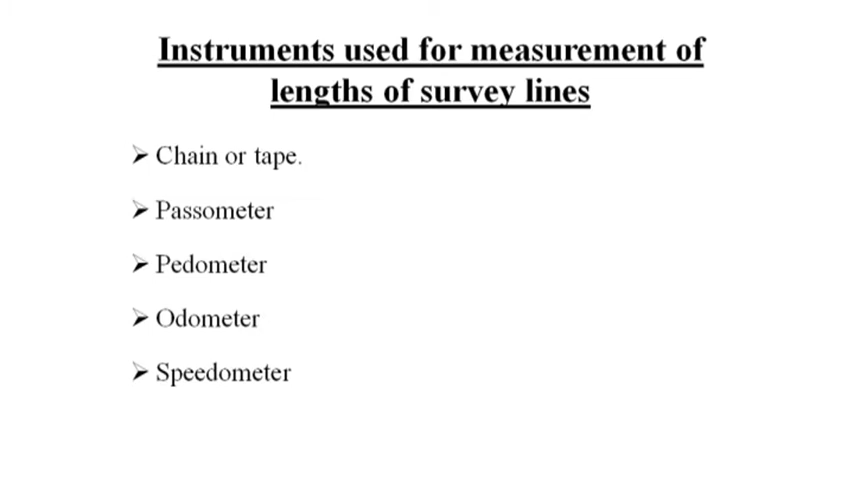 Instruments used for measurement of
lengths of survey lines
➢ Chain or tape.
➢ Passometer
➢ Pedometer
➢ Odometer
➢ Speedometer